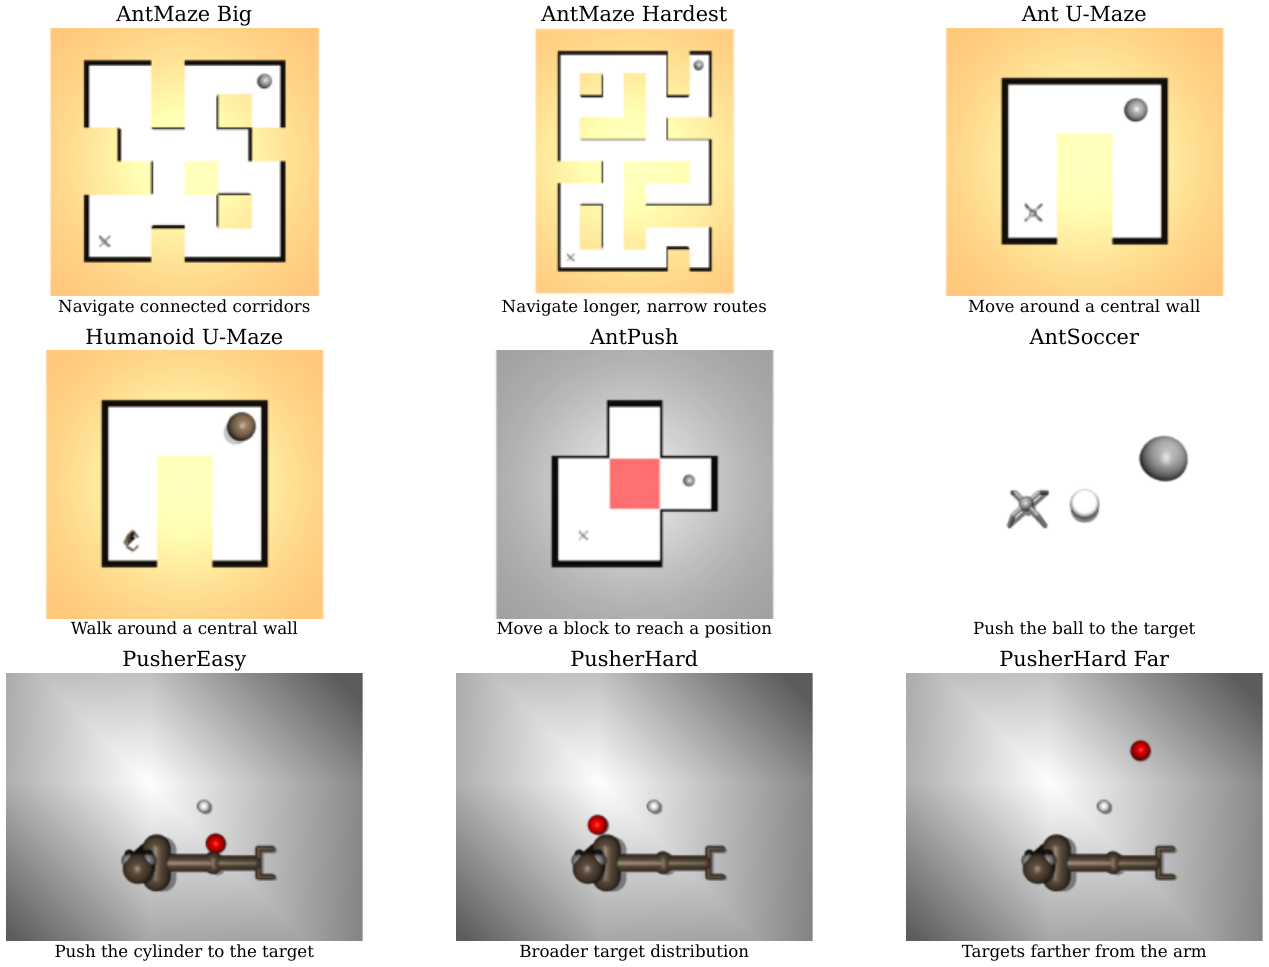 AntMaze Big
AntMaze Hardest
Ant U-Maze
Navigate connected corridors
Navigate longer, narrow routes
Move around a central wall
Humanoid U-Maze
AntPush
AntSoccer
Walk around a central wall
Move a block to reach a position
Push the ball to the target
PusherEasy
PusherHard
PusherHard Far
Push the cylinder to the target
Broader target distribution
Targets farther from the arm